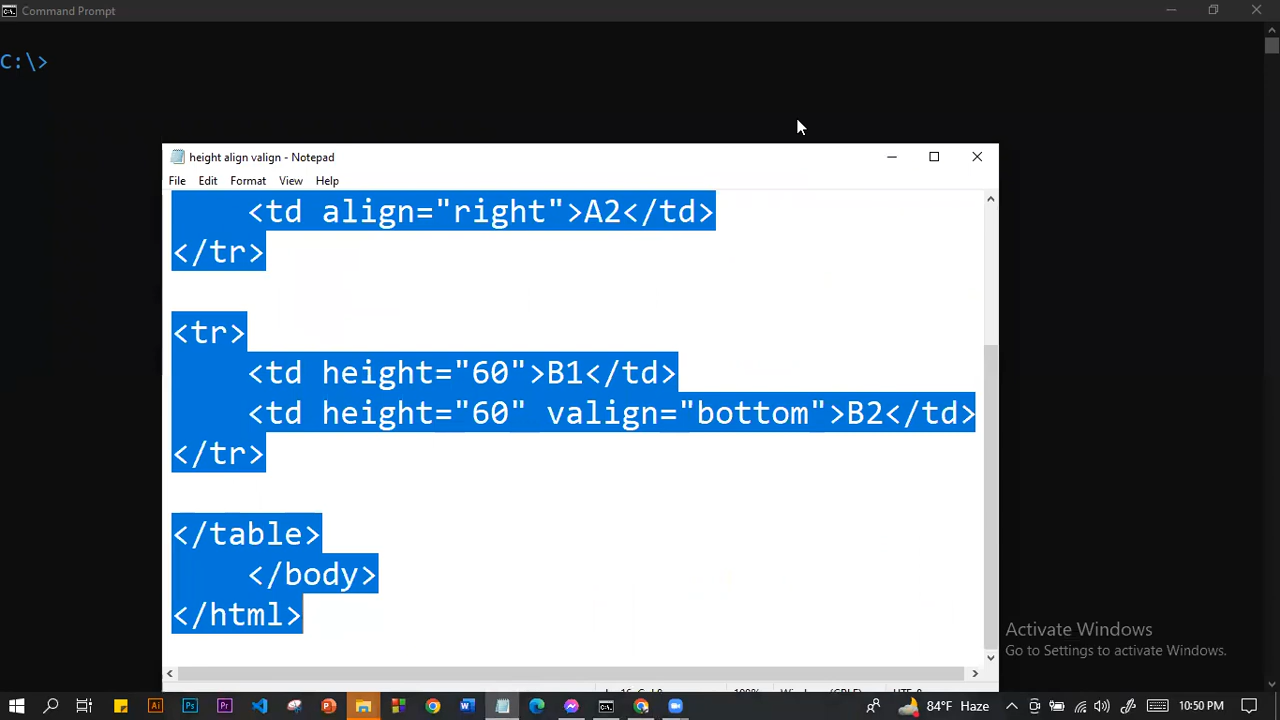 Command Prompt
C:\>
height align valign - Notepad
File Edit Format View Help
<td align="right">A2</td>
</tr>
<tr>
<td height="60">B1</td>
<td height="60" valign="bottom">B2</td>
</tr>
</table>
</body>
</html>
Activate Windows
Go to Settings to activate Windows.
84°F Haze
10:50 PM